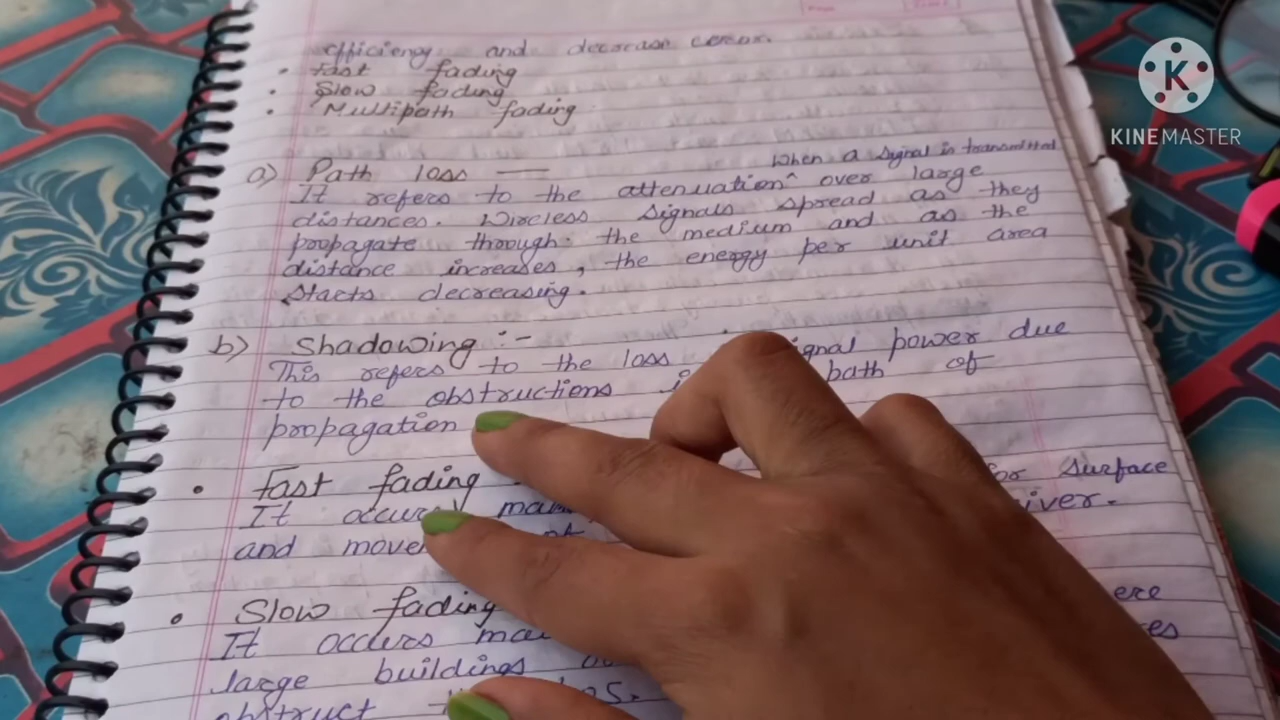 efficiency and decrease error.
• Fast fading
• Slow fading
• Multipath fading
a) Path loss —
when a signal is transmitted
It refers to the attenuation^ over large
distances. Wireless signals spread as they
propagate through the medium and as the
distance increases, the energy per unit area
starts decreasing.
b) Shadowing :-
This refers to the loss signal power due
to the obstructions path of
propagation
• Fast fading
for surface
It occurs
and
• Slow fading
It occurs
large buildings
obstruct
KINEMASTER